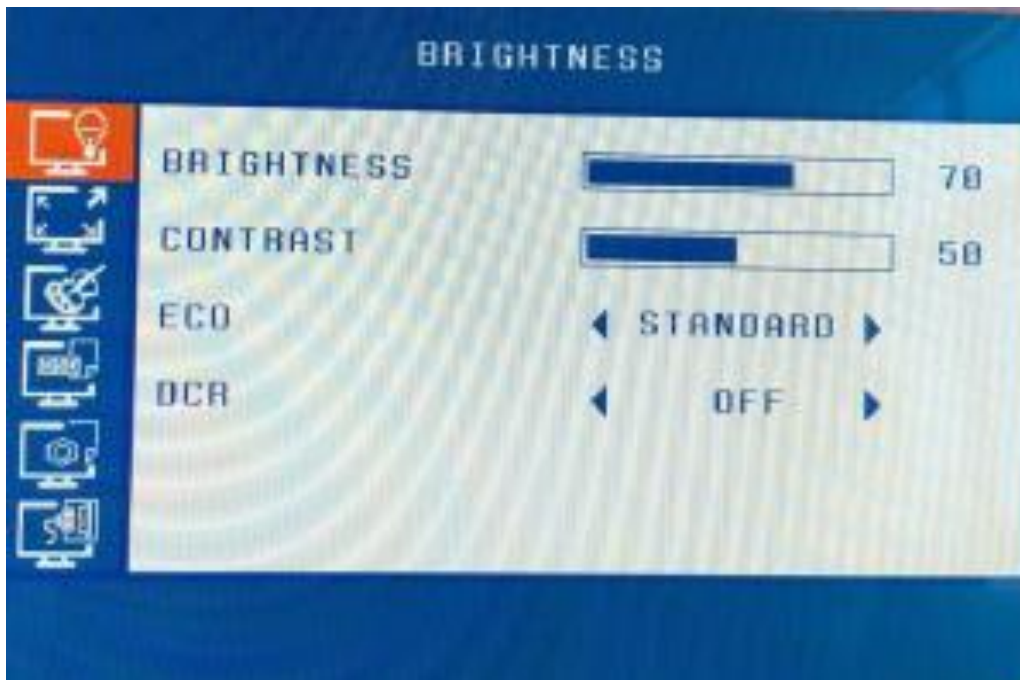 BRIGHTNESS
BRIGHTNESS 70
CONTRAST 50
ECO STANDARD
DCR OFF